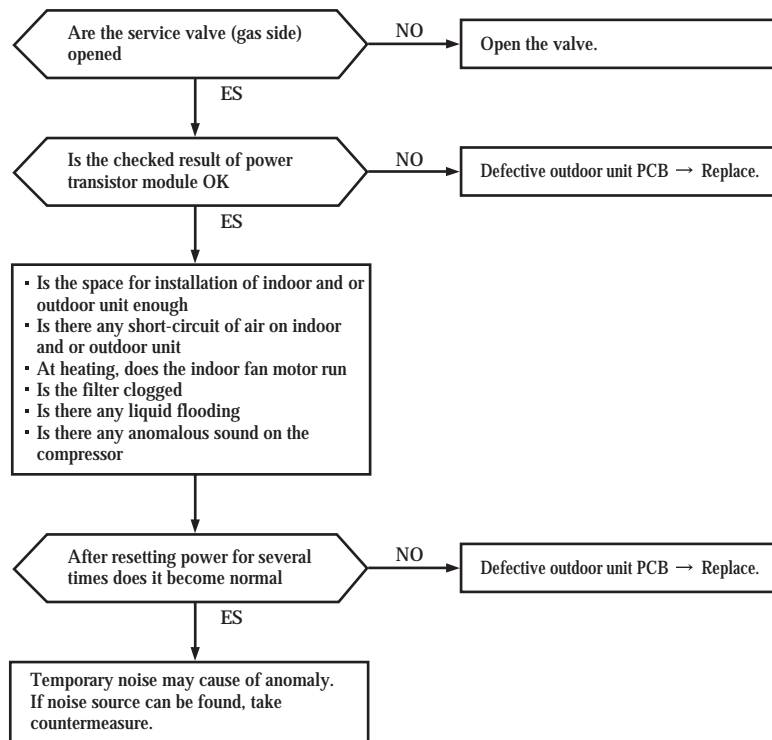 Are the service valve (gas side)
opened
NO
Open the valve.
ES
Is the checked result of power
transistor module OK
NO
Defective outdoor unit PCB → Replace.
ES
▪ Is the space for installation of indoor and or
outdoor unit enough
▪ Is there any short-circuit of air on indoor
and or outdoor unit
▪ At heating, does the indoor fan motor run
▪ Is the filter clogged
▪ Is there any liquid flooding
▪ Is there any anomalous sound on the
compressor
After resetting power for several
times does it become normal
NO
Defective outdoor unit PCB → Replace.
ES
Temporary noise may cause of anomaly.
If noise source can be found, take
countermeasure.